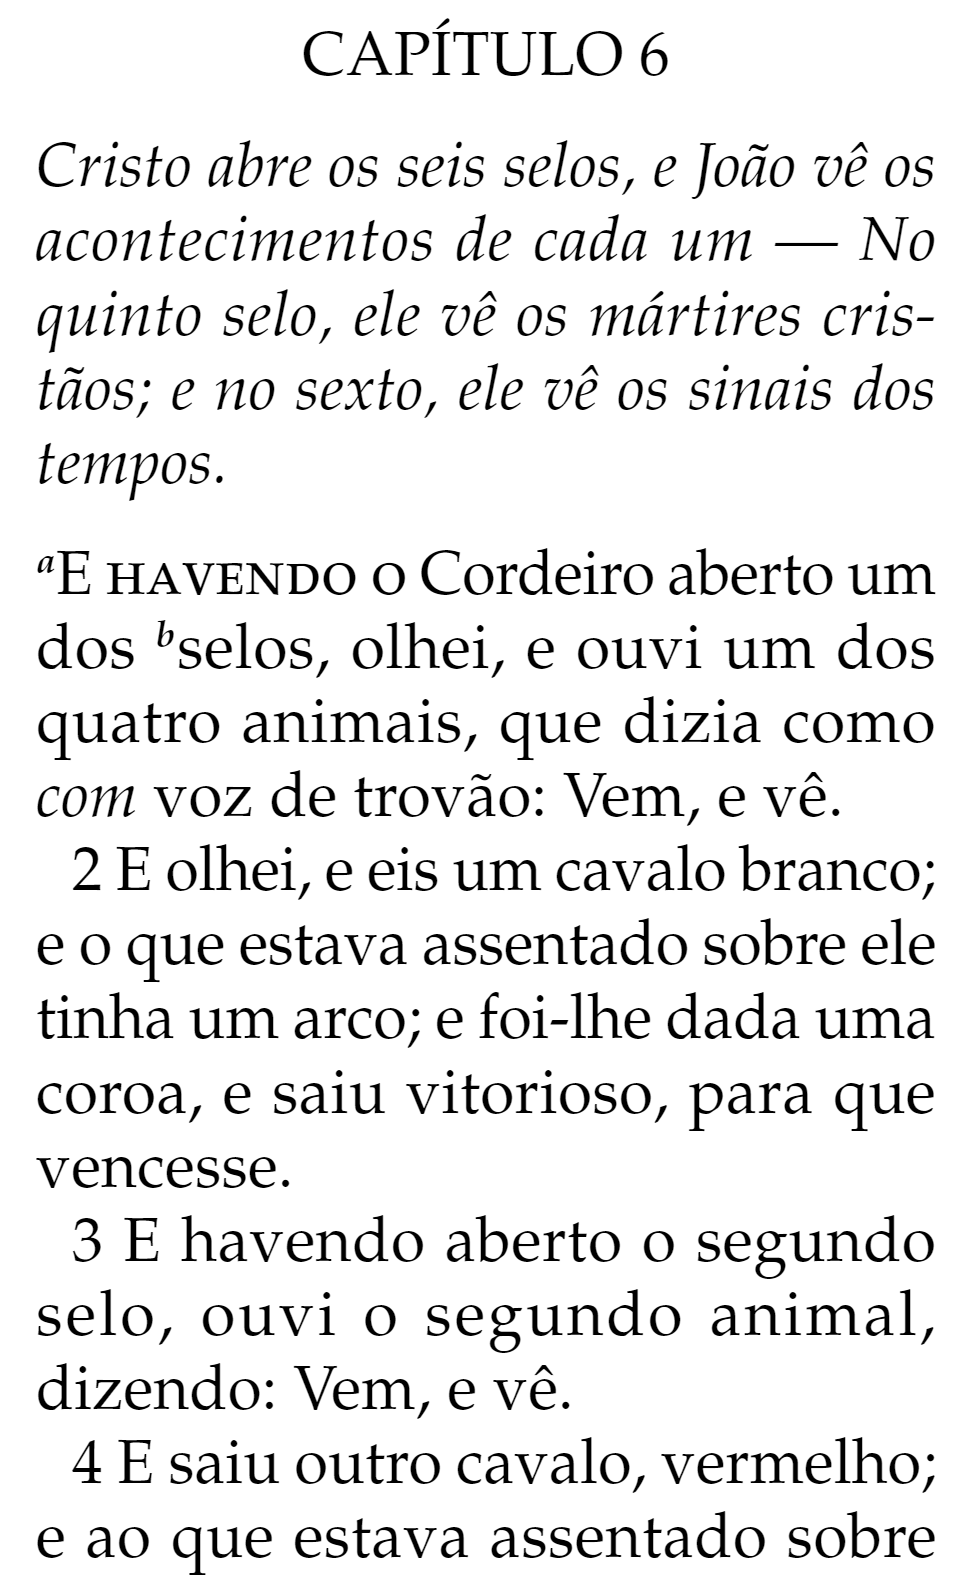 CAPÍTULO 6
Cristo abre os seis selos, e João vê os
acontecimentos de cada um — No
quinto selo, ele vê os mártires cris-
tãos; e no sexto, ele vê os sinais dos
tempos.
aE HAVENDO O Cordeiro aberto um
dos bselos, olhei, e ouvi um dos
quatro animais, que dizia como
com voz de trovão: Vem, e vê.
2 E olhei, e eis um cavalo branco;
e o que estava assentado sobre ele
tinha um arco; e foi-lhe dada uma
coroa, e saiu vitorioso, para que
vencesse.
3 E havendo aberto o segundo
selo, ouvi o segundo animal,
dizendo: Vem, e vê.
4 E saiu outro cavalo, vermelho;
e ao que estava assentado sobre